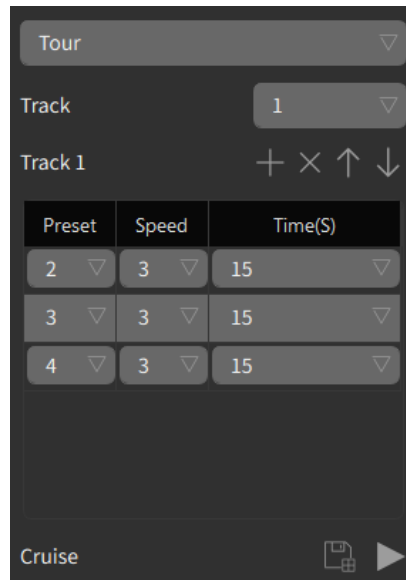 Tour
Track 1
Track 1
Preset Speed Time(S)
2 3 15
3 3 15
4 3 15
Cruise